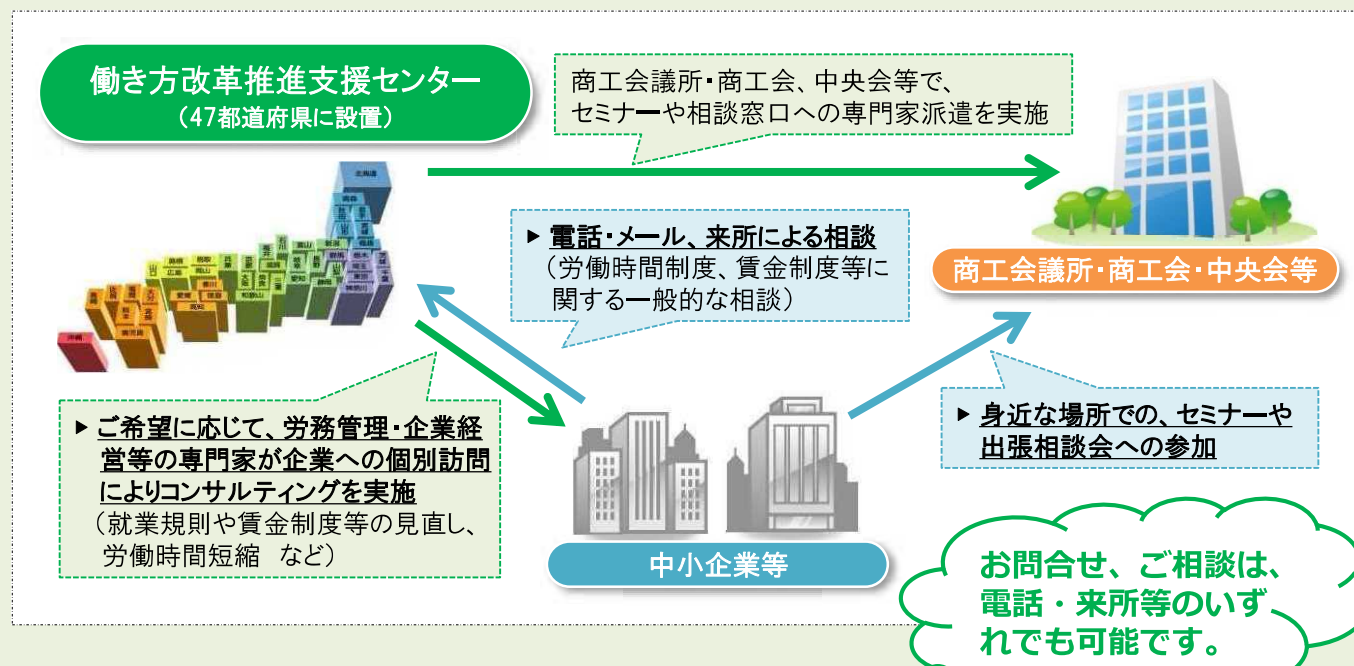 働き方改革推進支援センター
(47都道府県に設置)
商工会議所・商工会、中央会等で、
セミナーや相談窓口への専門家派遣を実施
北海道
▶ 電話・メール、来所による相談
(労働時間制度、賃金制度等に
関する一般的な相談)
商工会議所・商工会・中央会等
▶ ご希望に応じて、労務管理・企業経
営等の専門家が企業への個別訪問
によりコンサルティングを実施
(就業規則や賃金制度等の見直し、
労働時間短縮 など)
▶ 身近な場所での、セミナーや
出張相談会への参加
中小企業等
お問合せ、ご相談は、
電話・来所等のいず
れでも可能です。